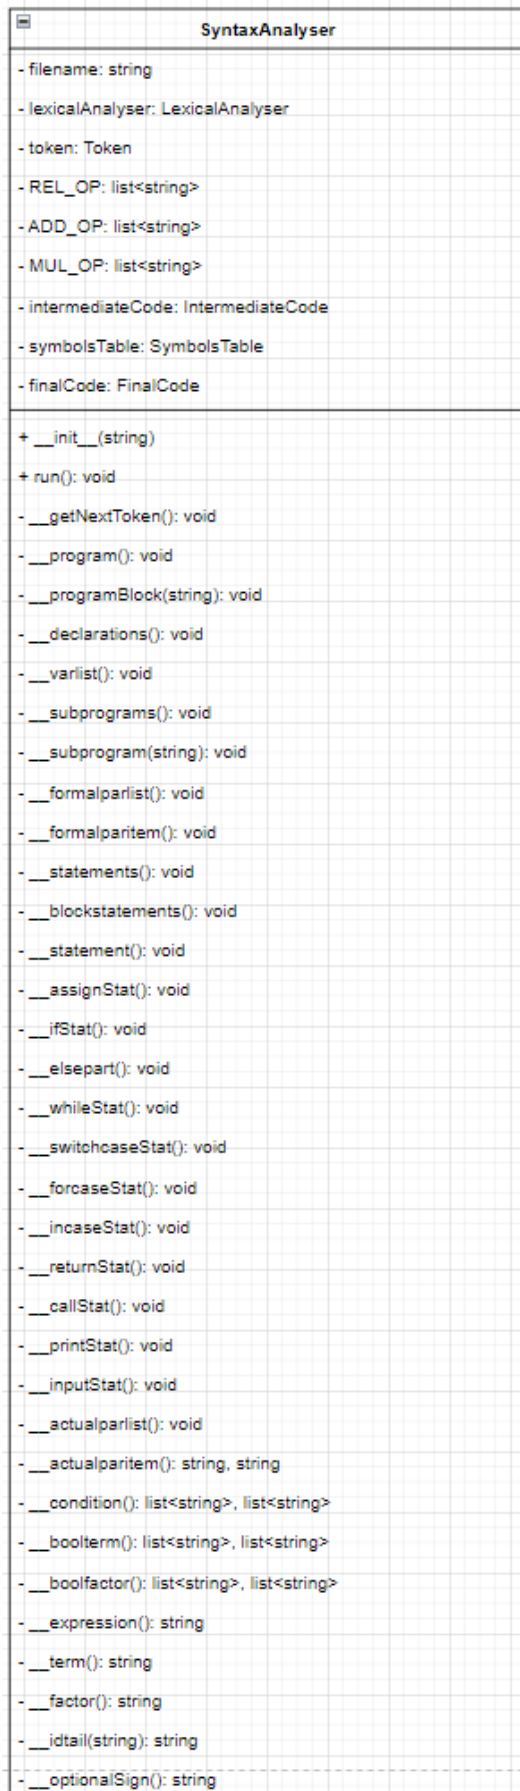 SyntaxAnalyser
- filename: string
- lexicalAnalyser: LexicalAnalyser
- token: Token
- REL_OP: list<string>
- ADD_OP: list<string>
- MUL_OP: list<string>
- intermediateCode: IntermediateCode
- symbolsTable: SymbolsTable
- finalCode: FinalCode
+ __init__(string)
+ run(): void
- __getNextToken(): void
- __program(): void
- __programBlock(string): void
- __declarations(): void
- __varlist(): void
- __subprograms(): void
- __subprogram(string): void
- __formalparlist(): void
- __formalparitem(): void
- __statements(): void
- __blockstatements(): void
- __statement(): void
- __assignStat(): void
- __ifStat(): void
- __elsepart(): void
- __whileStat(): void
- __switchcaseStat(): void
- __forcaseStat(): void
- __incaseStat(): void
- __returnStat(): void
- __callStat(): void
- __printStat(): void
- __inputStat(): void
- __actualparlist(): void
- __actualparitem(): string, string
- __condition(): list<string>, list<string>
- __boolterm(): list<string>, list<string>
- __boolfactor(): list<string>, list<string>
- __expression(): string
- __term(): string
- __factor(): string
- __idtail(string): string
- __optionalSign(): string